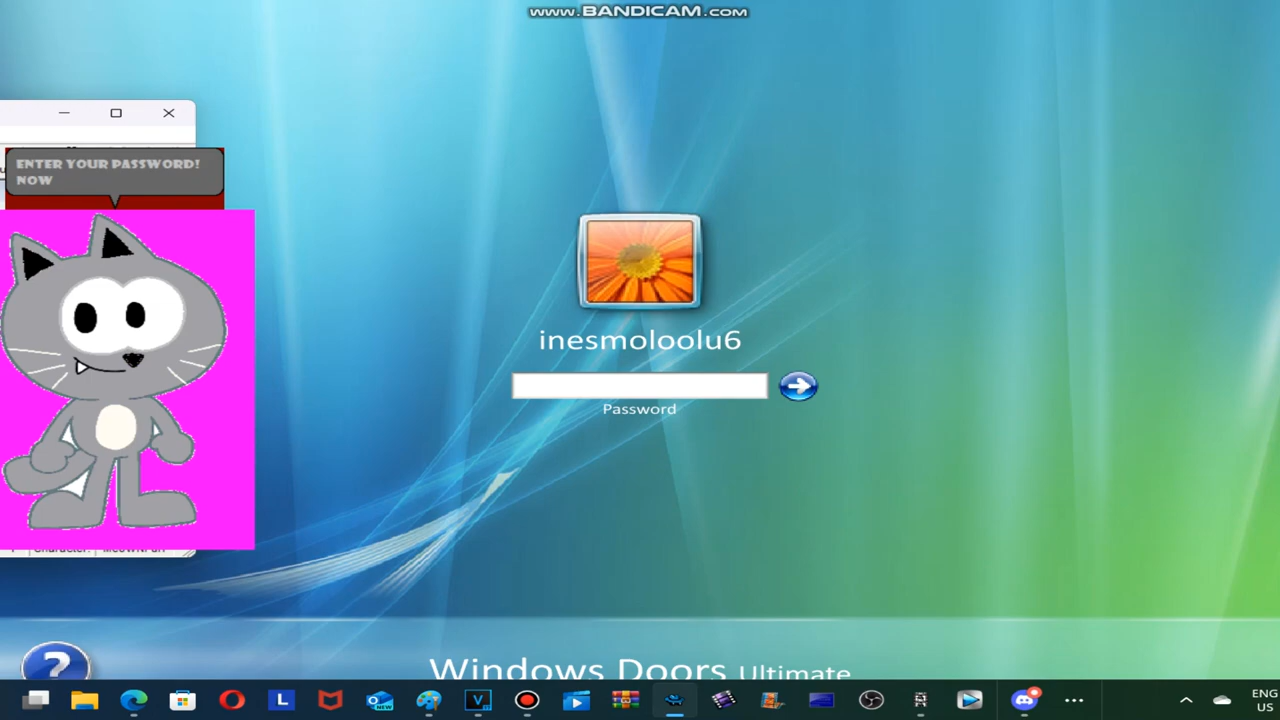 www.BANDICAM.com
ENTER YOUR PASSWORD!
NOW
inesmoloolu6
Password
Windows Doors Ultimate
?
ENG
US